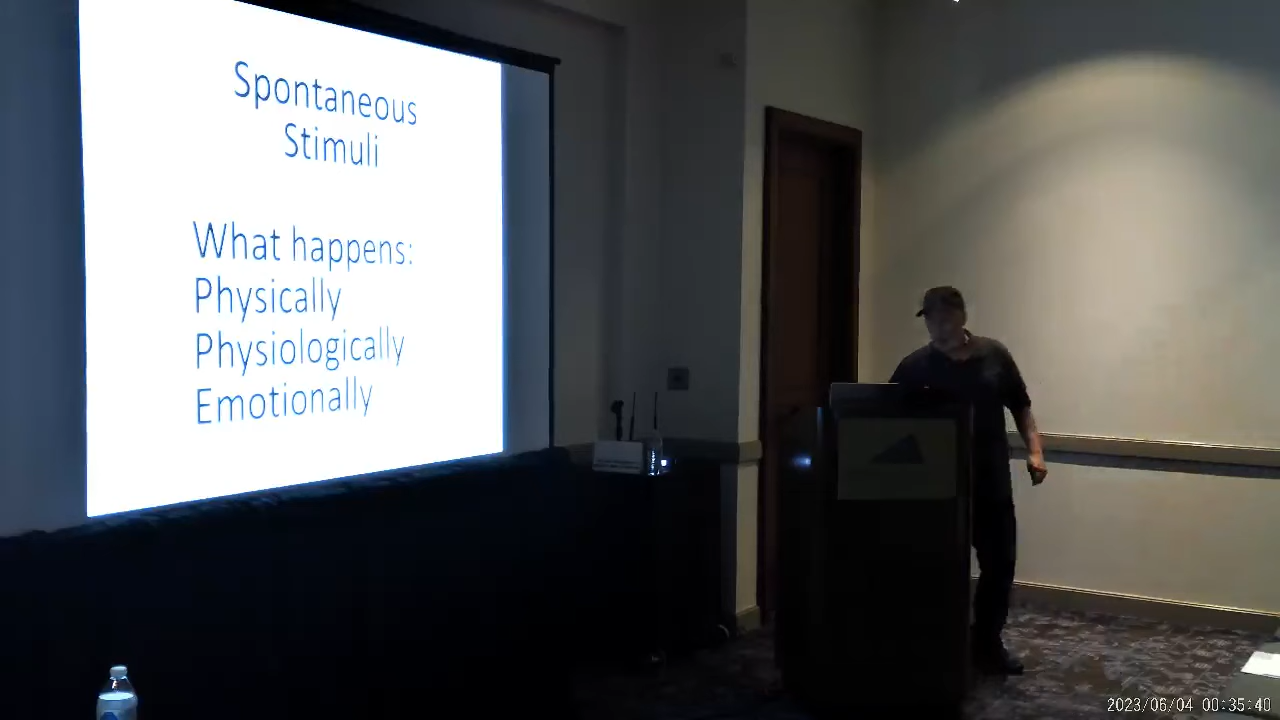 Spontaneous
Stimuli
What happens:
Physically
Physiologically
Emotionally
2023/06/04 00:35:40